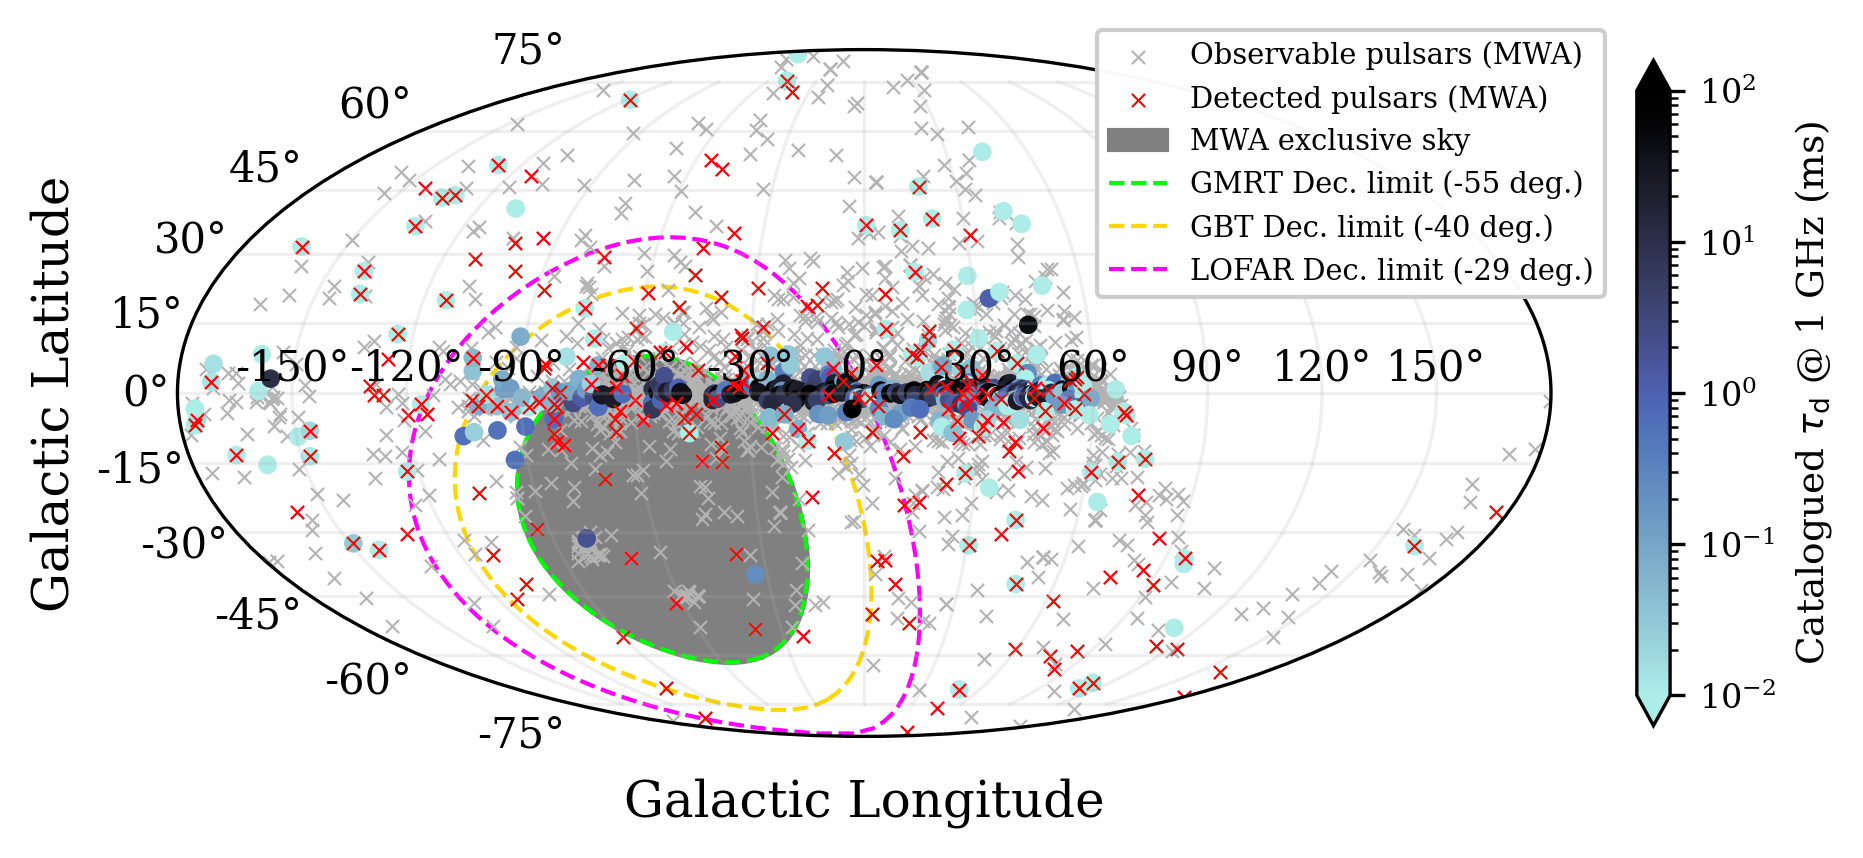 75°
60°
45°
30°
15°
0°
-15°
-30°
-45°
-60°
-75°
-150° -120° -90° -60° -30° 0° 30° 60° 90° 120° 150°
Galactic Latitude
Galactic Longitude
Observable pulsars (MWA)
Detected pulsars (MWA)
MWA exclusive sky
GMRT Dec. limit (-55 deg.)
GBT Dec. limit (-40 deg.)
LOFAR Dec. limit (-29 deg.)
10²
10¹
10⁰
10⁻¹
10⁻²
Catalogued τ_d @ 1 GHz (ms)